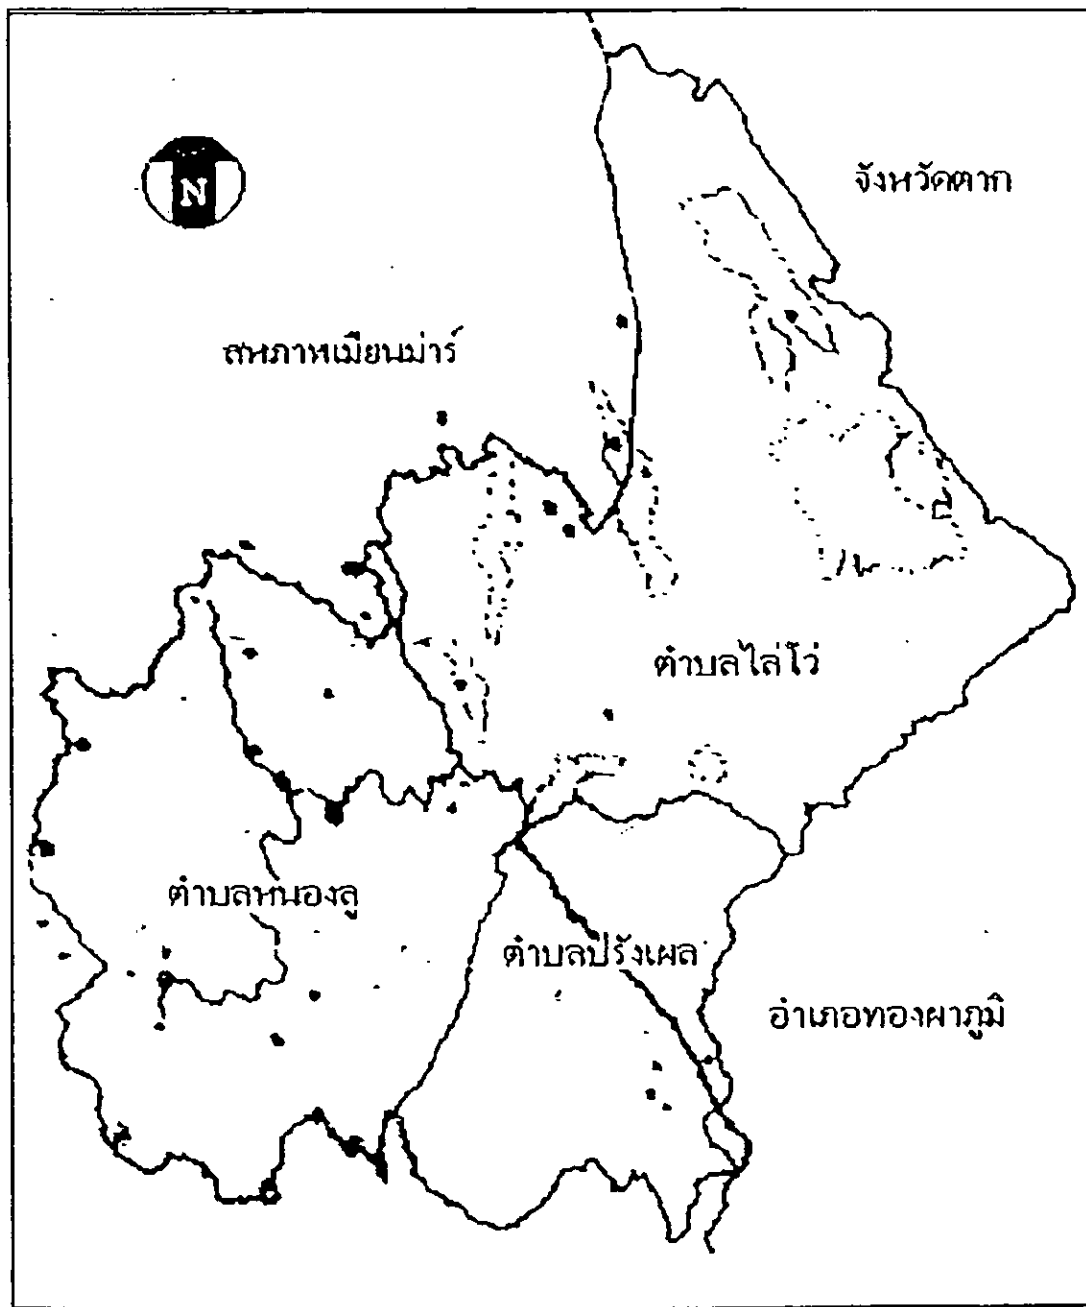 จังหวัดตาก
N
สหภาพเมียนม่าร์
ตำบลไล่โว่
ตำบลหนองลู
ตำบลปรังเผล
อำเภอทองผาภูมิ